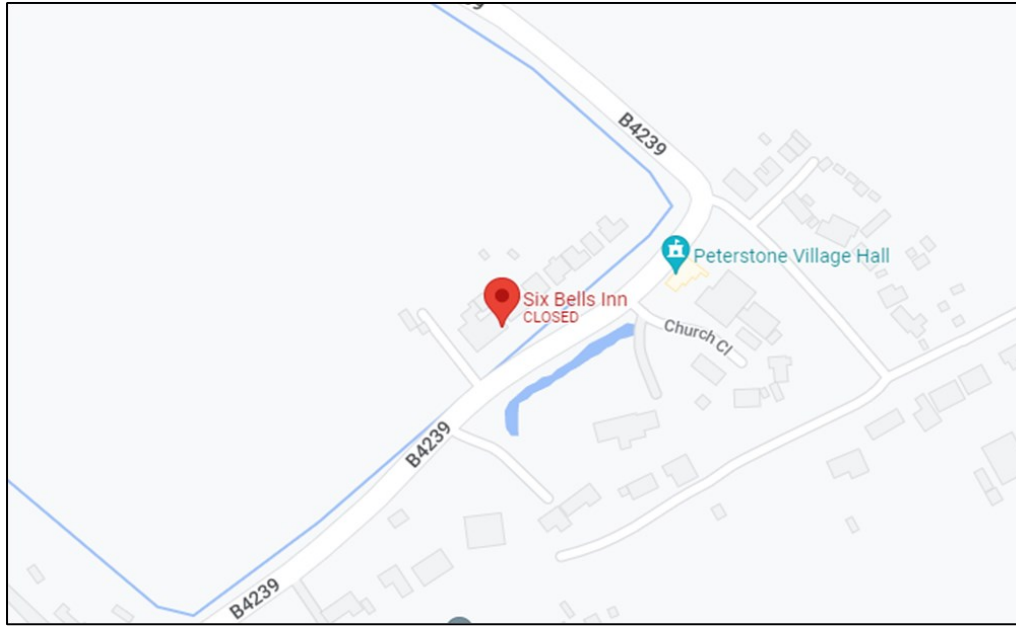 B4239
Peterstone Village Hall
Six Bells Inn
CLOSED
Church Cl
B4239
B4239